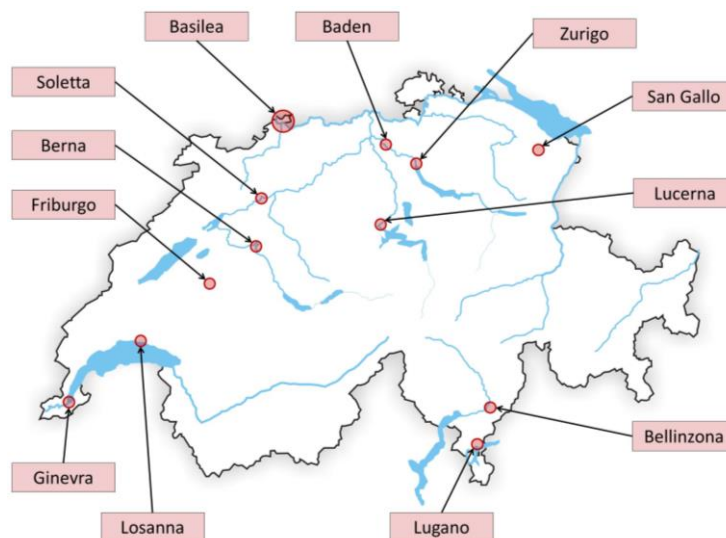 Basilea
Baden
Zurigo
Soletta
San Gallo
Berna
Lucerna
Friburgo
Bellinzona
Ginevra
Losanna
Lugano